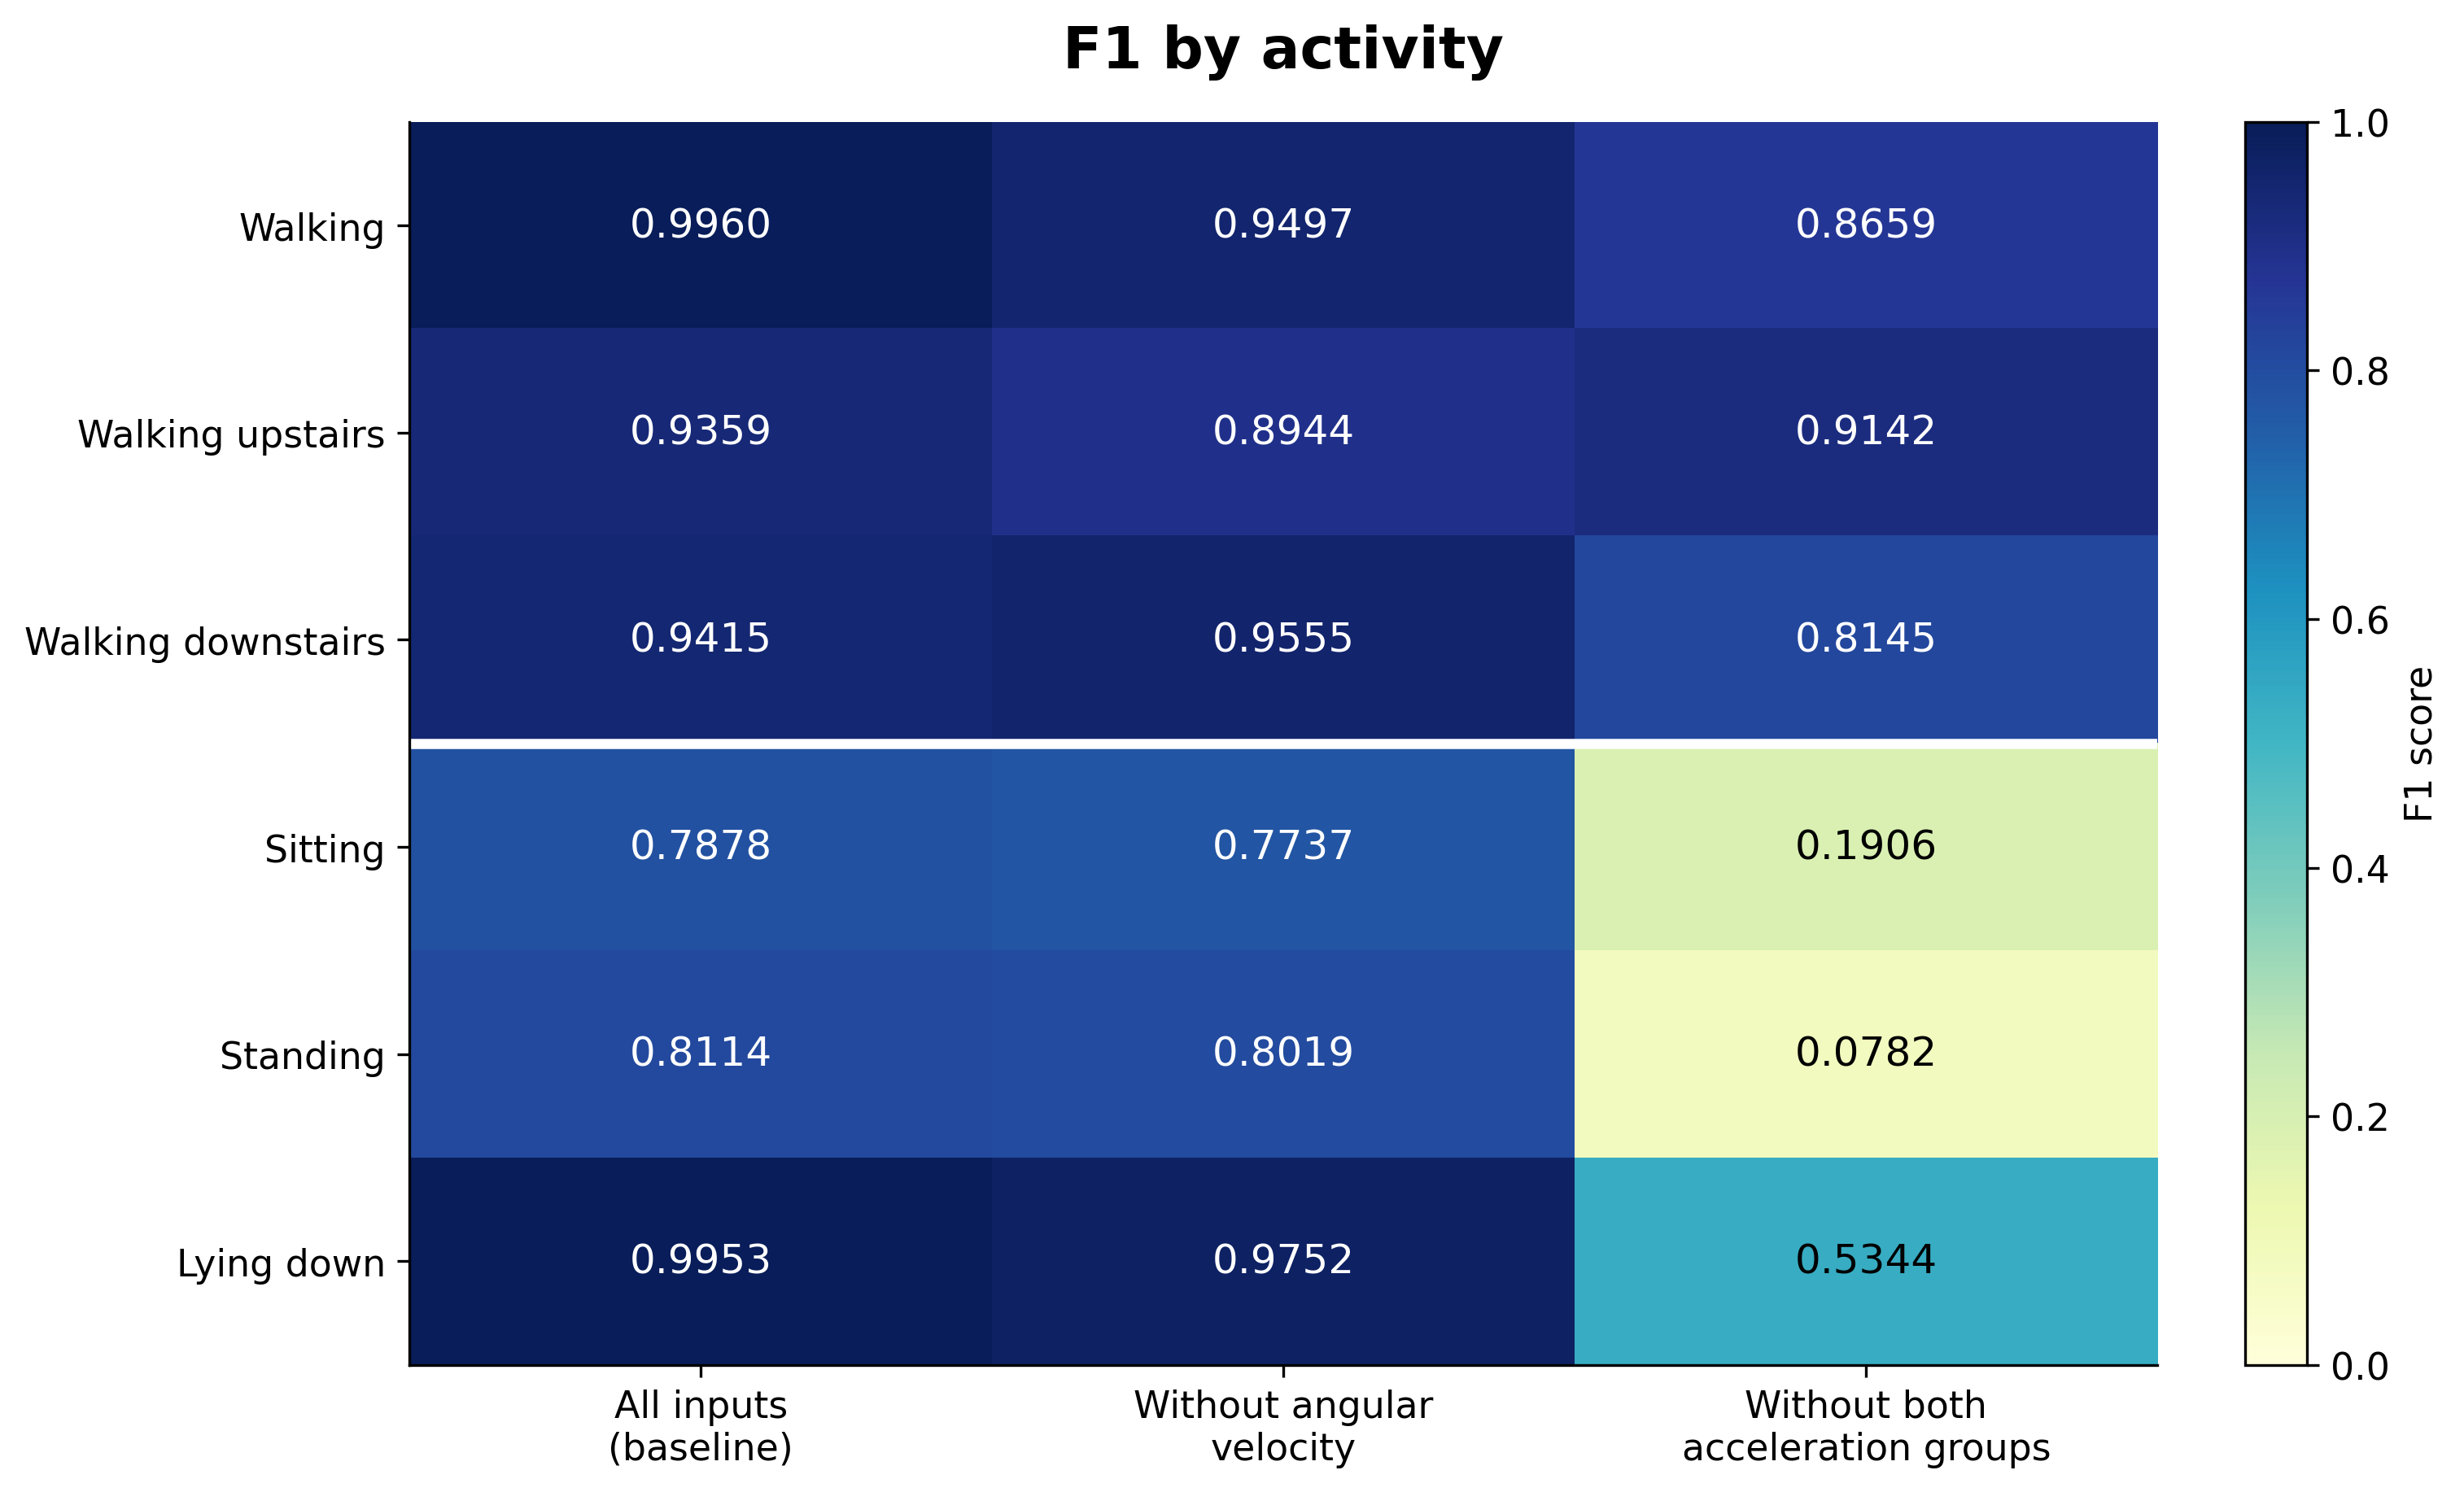 F1 by activity
Walking 0.9960 0.9497 0.8659
Walking upstairs 0.9359 0.8944 0.9142
Walking downstairs 0.9415 0.9555 0.8145
Sitting 0.7878 0.7737 0.1906
Standing 0.8114 0.8019 0.0782
Lying down 0.9953 0.9752 0.5344
All inputs
(baseline)
Without angular
velocity
Without both
acceleration groups
1.0
0.8
0.6
0.4
0.2
0.0
F1 score